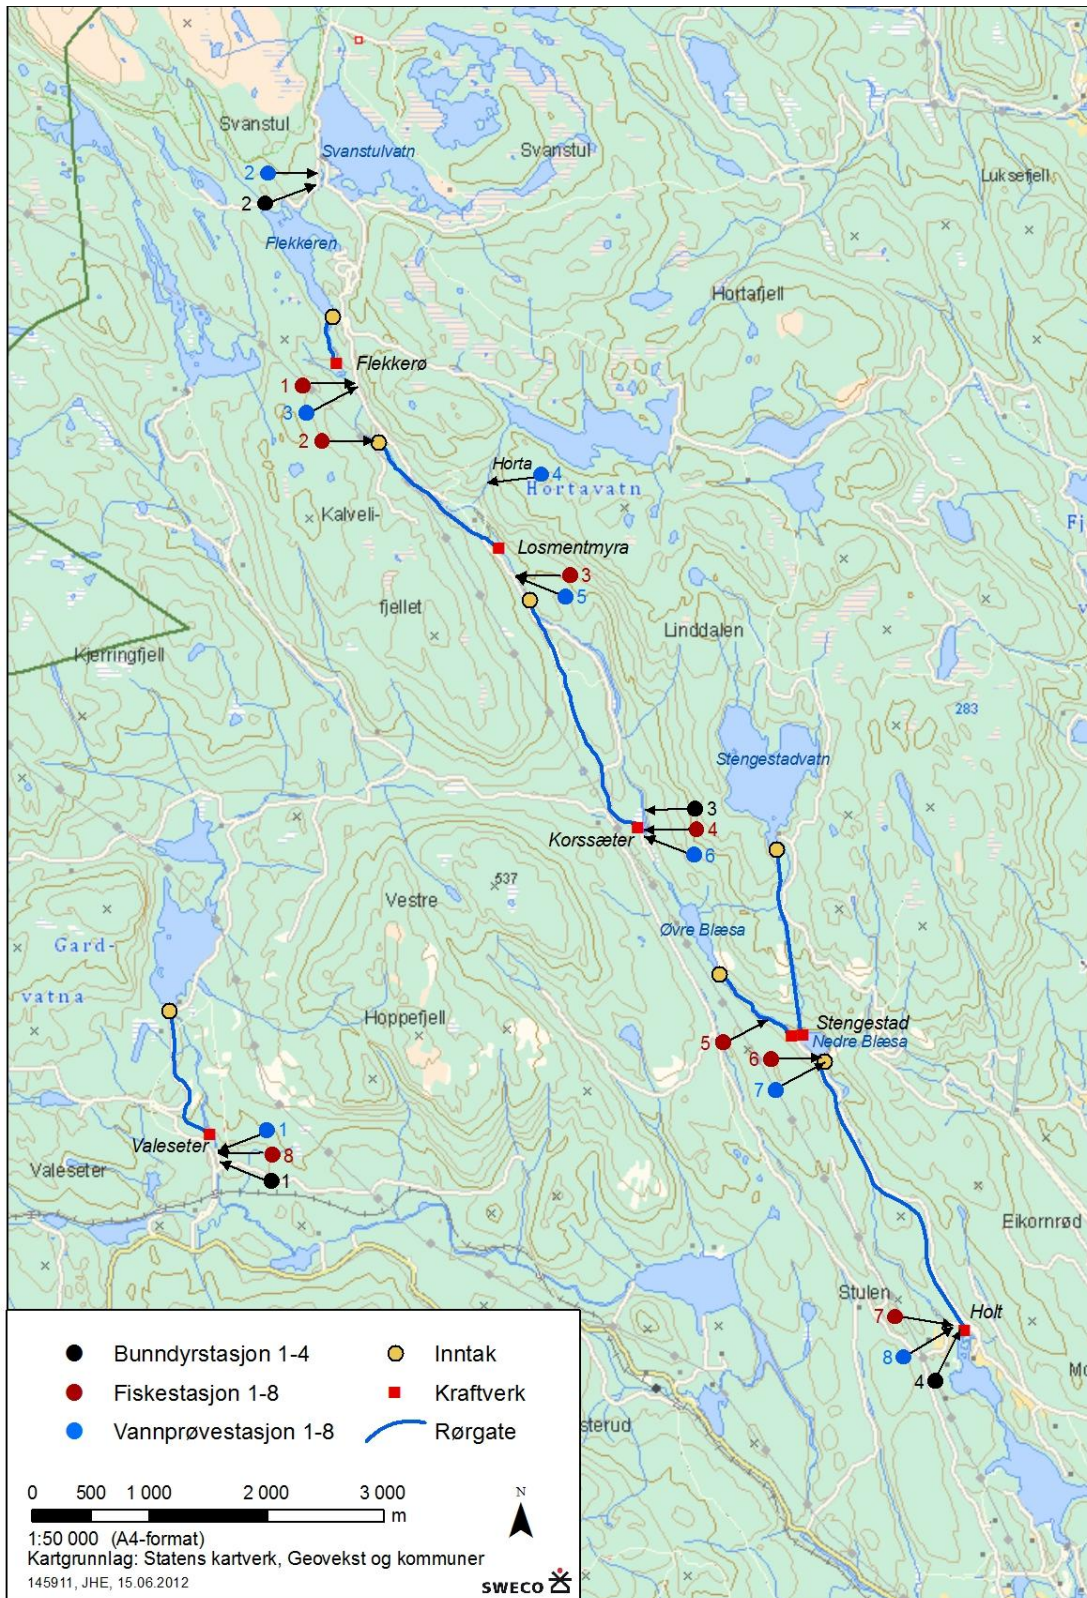 Svanstul
Svanstulvatn
Svanstul
Luksefjell
2
2
Flekkeren
Hortafjell
Flekkerø
1
3
2
Horta
4
Hortavatn
Kalveli-
Losmentmyra
3
5
fjellet
Linddalen
Kjerringfjell
283
Stengestadvatn
3
4
Korssæter
6
537
Vestre
Øvre Blæsa
Gard-
vatna
Hoppefjell
Stengestad
Nedre Blæsa
5
6
7
1
Valeseter
8
Valeseter
1
Eikornrød
Stulen
7
Holt
8
4
sterud
Bunndyrstasjon 1-4
Inntak
Fiskestasjon 1-8
Kraftverk
Vannprøvestasjon 1-8
Rørgate
0 500 1 000 2 000 3 000
m
N
1:50 000 (A4-format)
Kartgrunnlag: Statens kartverk, Geovekst og kommuner
145911, JHE, 15.06.2012
SWECO